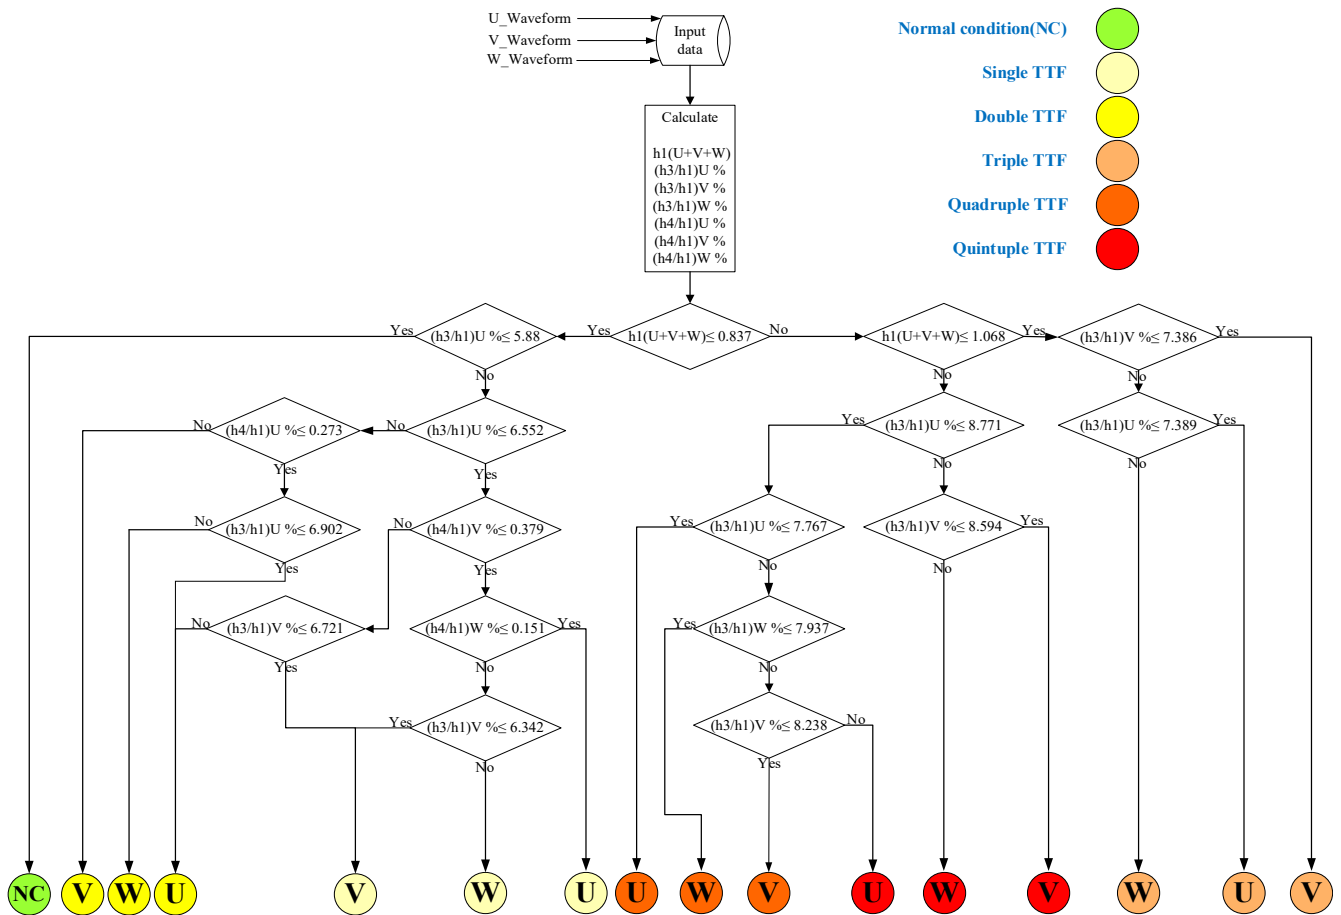 U_Waveform
V_Waveform
W_Waveform
Input
data
Normal condition(NC)
Single TTF
Double TTF
Triple TTF
Quadruple TTF
Quintuple TTF
Calculate
h1(U+V+W)
(h3/h1)U %
(h3/h1)V %
(h3/h1)W %
(h4/h1)U %
(h4/h1)V %
(h4/h1)W %
Yes
(h3/h1)U %≤ 5.88
Yes
h1(U+V+W)≤ 0.837
No
h1(U+V+W)≤ 1.068
Yes
(h3/h1)V %≤ 7.386
Yes
No
No
No
No
(h4/h1)U %≤ 0.273
No
(h3/h1)U %≤ 6.552
Yes
(h3/h1)U %≤ 8.771
(h3/h1)U %≤ 7.389
Yes
Yes
Yes
No
No
No
(h3/h1)U %≤ 6.902
No
(h4/h1)V %≤ 0.379
Yes
(h3/h1)U %≤ 7.767
(h3/h1)V %≤ 8.594
Yes
Yes
Yes
No
No
No
(h3/h1)V %≤ 6.721
(h4/h1)W %≤ 0.151
Yes
Yes
(h3/h1)W %≤ 7.937
Yes
No
No
Yes
(h3/h1)V %≤ 6.342
(h3/h1)V %≤ 8.238
No
No
Yes
NC
V
W
U
V
W
U
U
W
V
U
W
V
W
U
V